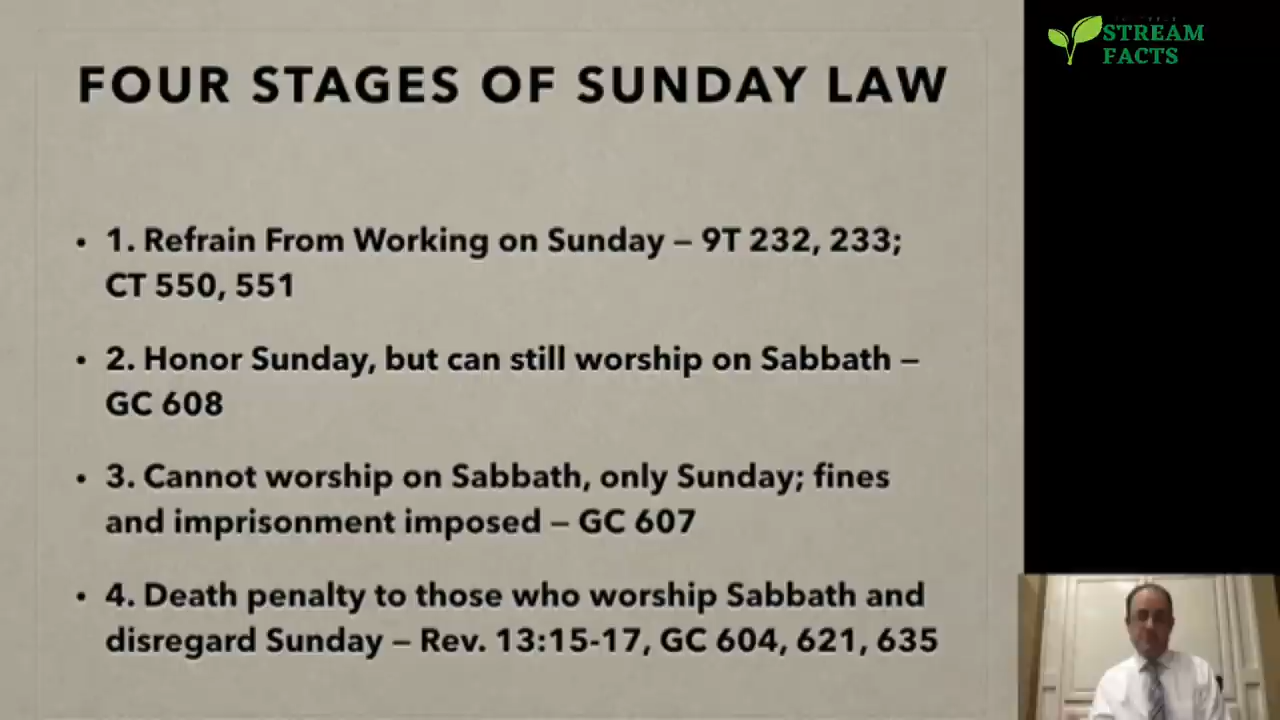 STREAM
FACTS
FOUR STAGES OF SUNDAY LAW
• 1. Refrain From Working on Sunday – 9T 232, 233;
CT 550, 551
• 2. Honor Sunday, but can still worship on Sabbath –
GC 608
• 3. Cannot worship on Sabbath, only Sunday; fines
and imprisonment imposed – GC 607
• 4. Death penalty to those who worship Sabbath and
disregard Sunday – Rev. 13:15-17, GC 604, 621, 635